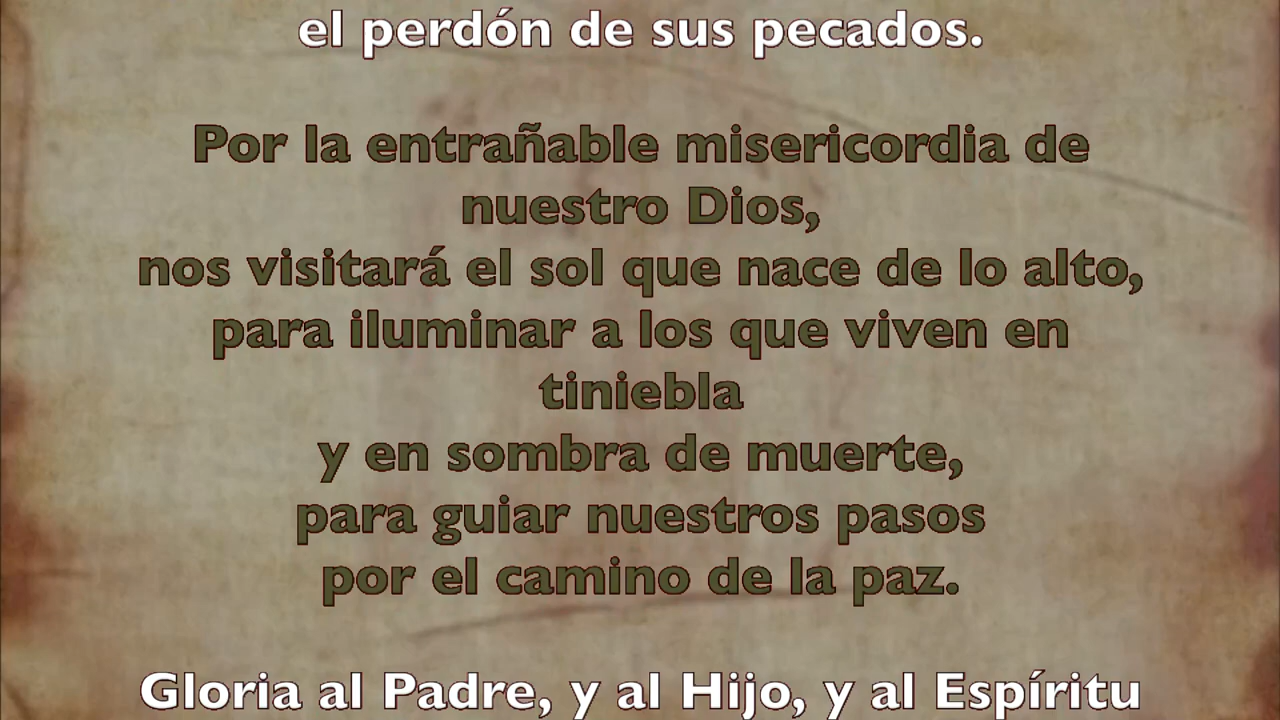 el perdón de sus pecados.
Por la entrañable misericordia de
nuestro Dios,
nos visitará el sol que nace de lo alto,
para iluminar a los que viven en
tiniebla
y en sombra de muerte,
para guiar nuestros pasos
por el camino de la paz.
Gloria al Padre, y al Hijo, y al Espíritu